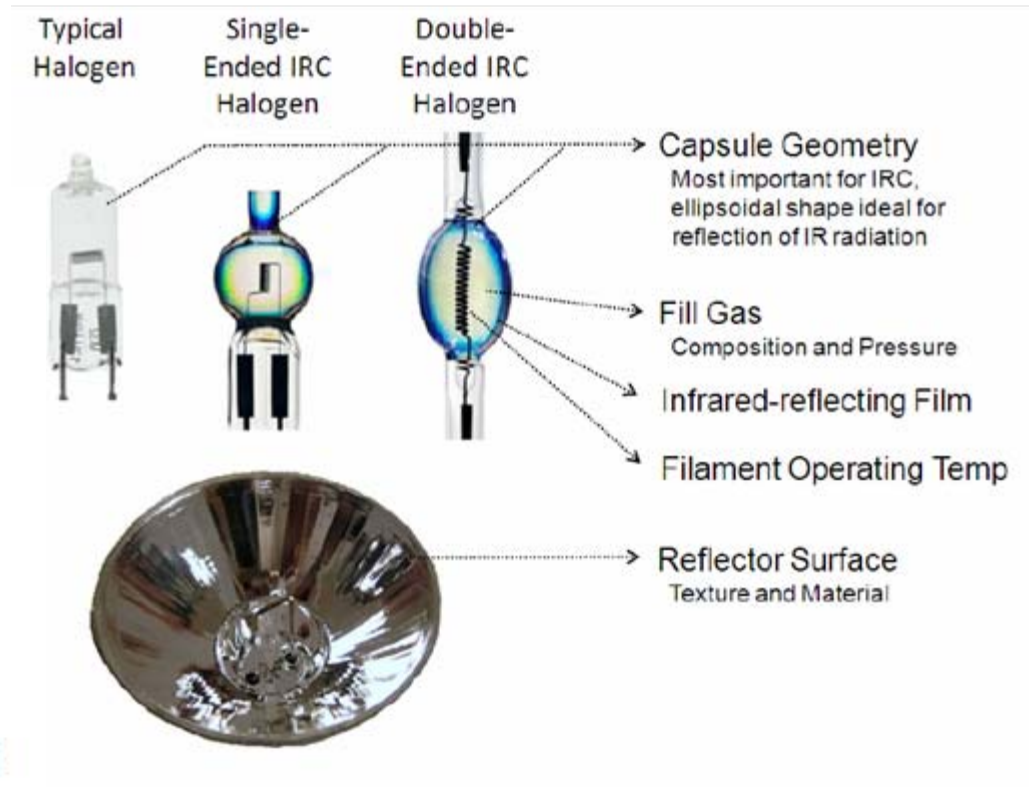 Typical
Halogen
Single-
Ended IRC
Halogen
Double-
Ended IRC
Halogen
Capsule Geometry
Most important for IRC,
ellipsoidal shape ideal for
reflection of IR radiation
Fill Gas
Composition and Pressure
Infrared-reflecting Film
Filament Operating Temp
Reflector Surface
Texture and Material